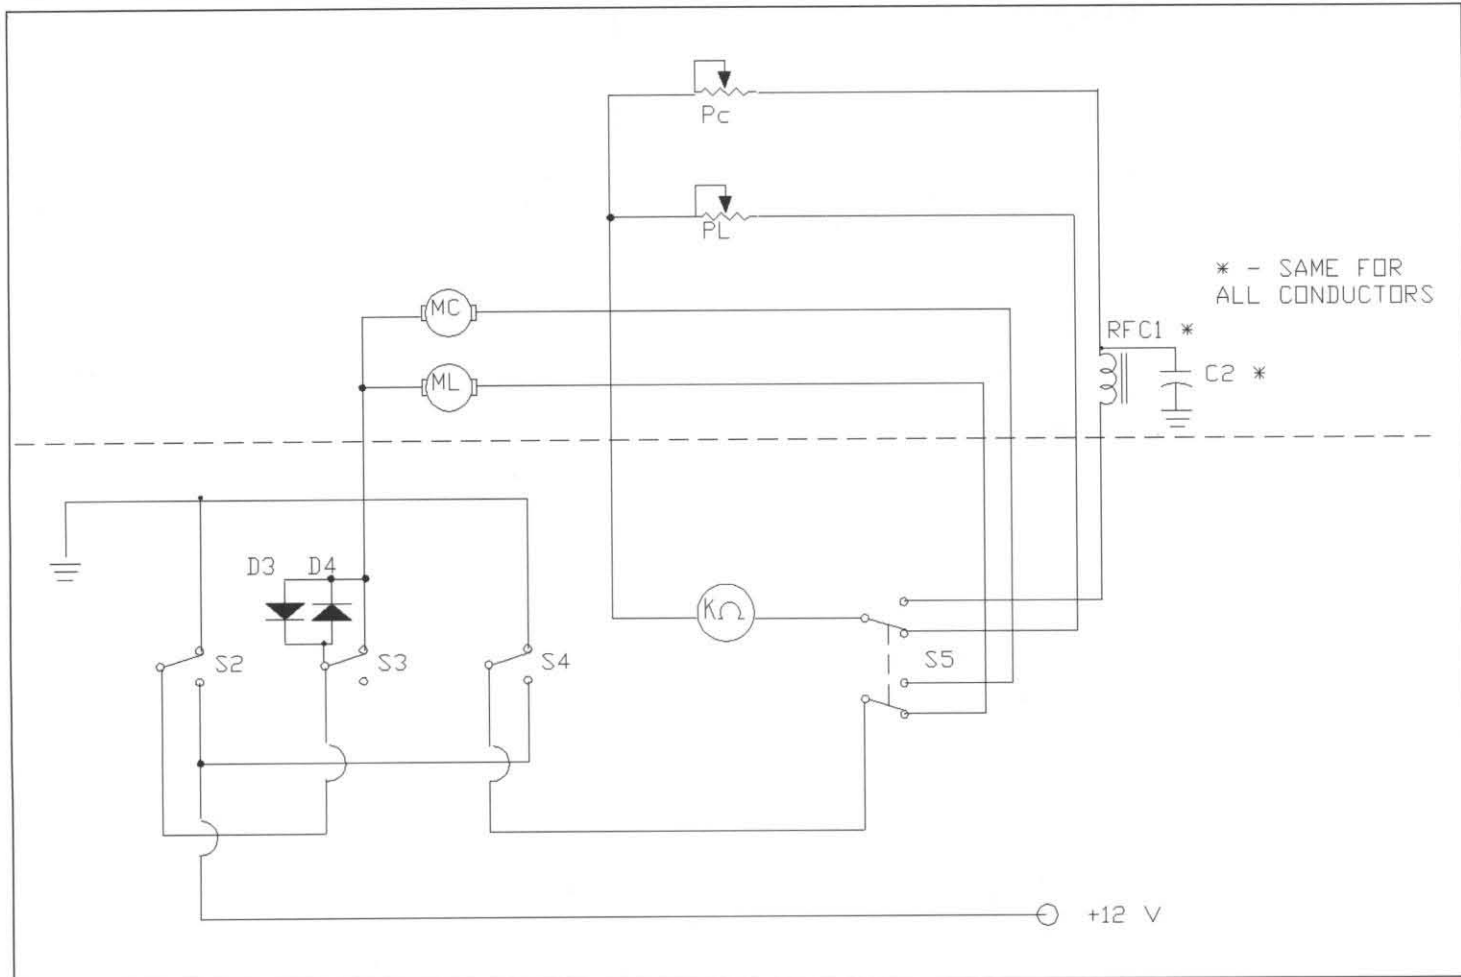 Pc
PL
* - SAME FOR
ALL CONDUCTORS
MC
RFC1 *
ML
C2 *
D3
D4
KΩ
S2
S3
S4
S5
+12 V